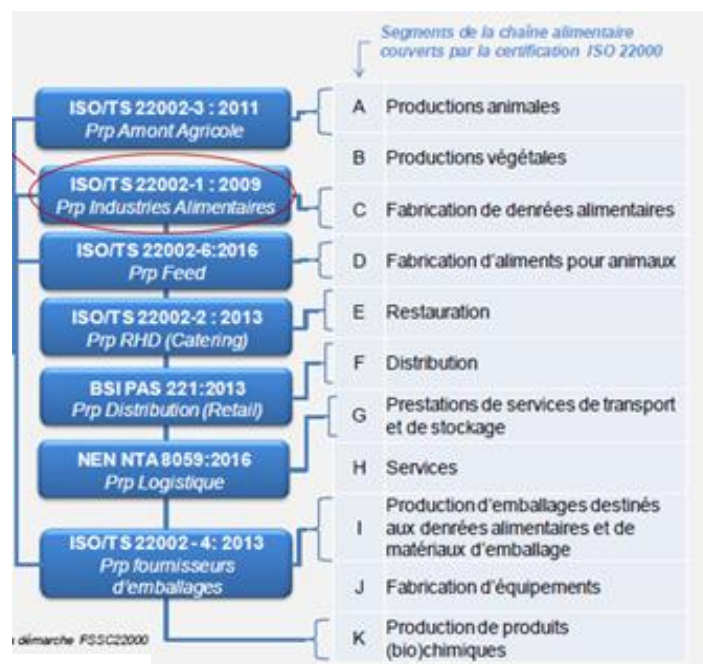 Segments de la chaîne alimentaire
couverts par la certification ISO 22000
ISO/TS 22002-3 : 2011
Prp Amont Agricole
A Productions animales
B Productions végétales
ISO/TS 22002-1 : 2009
Prp Industries Alimentaires
C Fabrication de denrées alimentaires
ISO/TS 22002-6:2016
Prp Feed
D Fabrication d'aliments pour animaux
ISO/TS 22002-2 : 2013
Prp RHD (Catering)
E Restauration
BSI PAS 221:2013
Prp Distribution (Retail)
F Distribution
NEN NTA 8059:2016
Prp Logistique
G Prestations de services de transport
et de stockage
H Services
ISO/TS 22002 - 4: 2013
Prp fournisseurs
d'emballages
I Production d'emballages destinés
aux denrées alimentaires et de
matériaux d'emballage
J Fabrication d'équipements
K Production de produits
(bio)chimiques
démarche FSSC22000